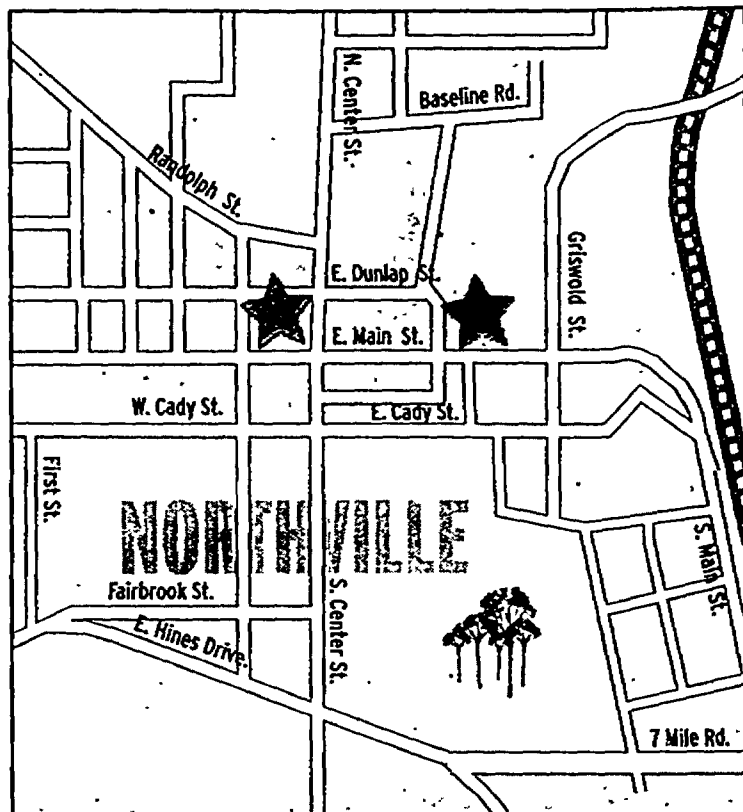 N. Center St.
Baseline Rd.
Randolph St.
E. Dunlap St.
Griswold St.
E. Main St.
W. Cady St.
E. Cady St.
First St.
NORTHVILLE
S. Main St.
Fairbrook St.
S. Center St.
E. Hines Drive
7 Mile Rd.